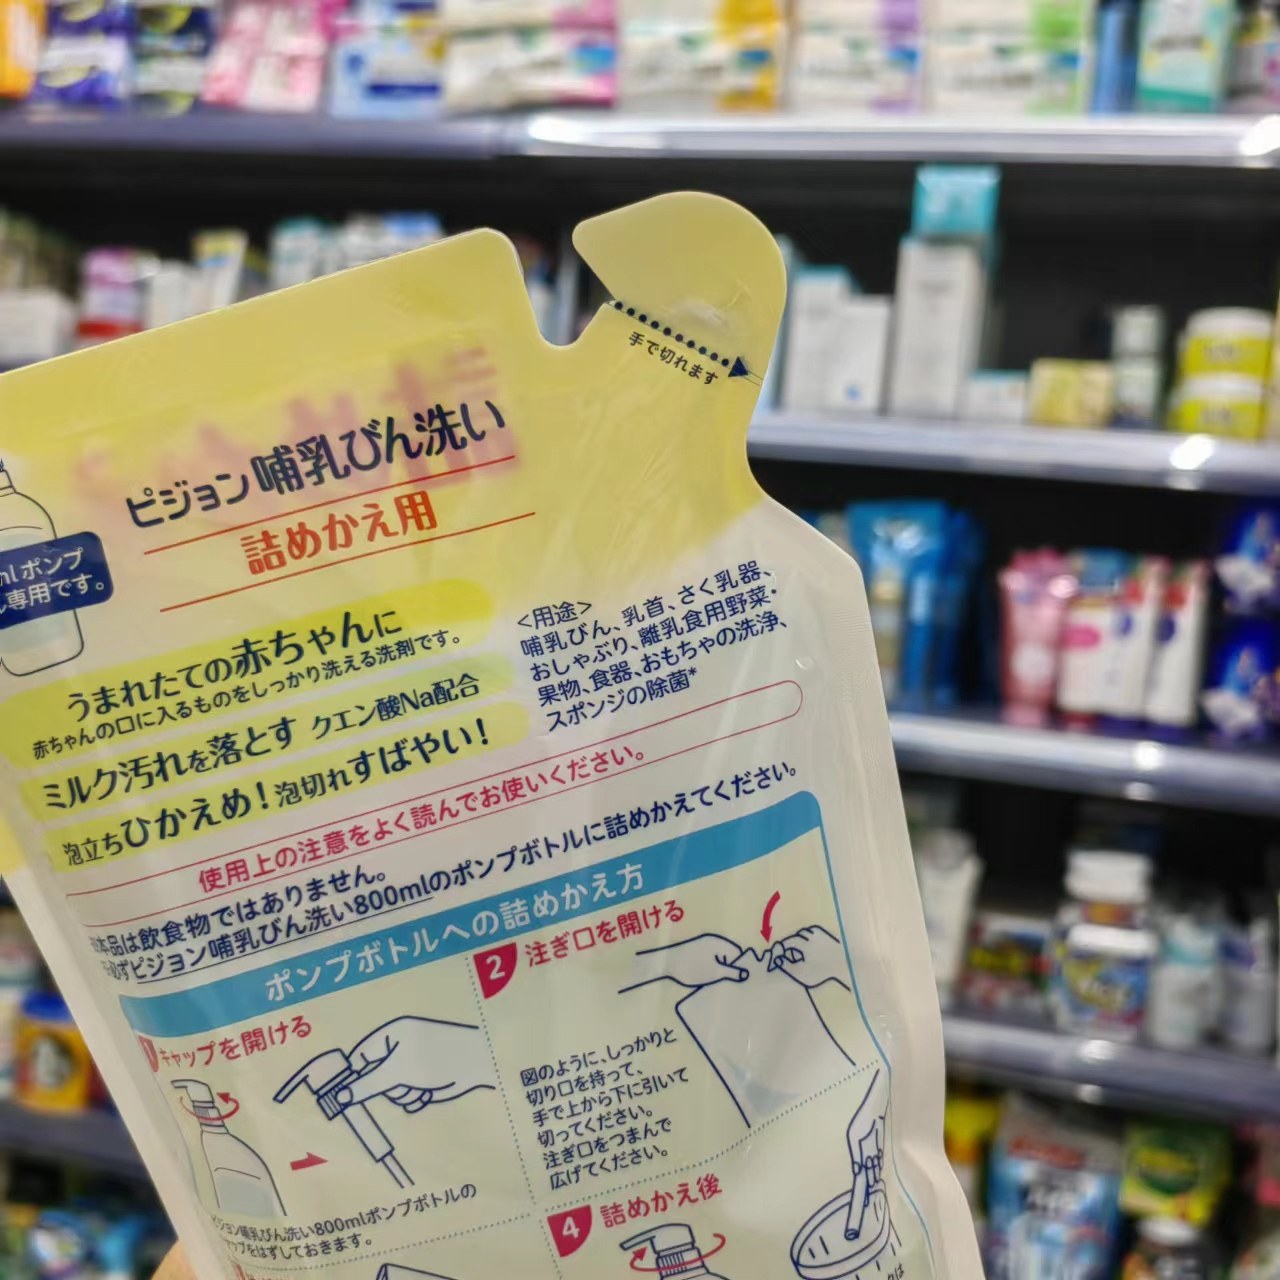 手で切れます
ピジョン 哺乳びん洗い
詰めかえ用
mlポンプ
専用です。
うまれたての赤ちゃんに
赤ちゃんの口に入るものをしっかり洗える洗剤です。
ミルク汚れを落とす クエン酸Na配合
泡立ちひかえめ！泡切れすばやい！
<用途>
哺乳びん、乳首、さく乳器、
おしゃぶり、離乳食用野菜・
果物、食器、おもちゃの洗浄、
スポンジの除菌*
使用上の注意をよく読んでお使いください。
本品は飲食物ではありません。
必ずピジョン哺乳びん洗い800mlのポンプボトルに詰めかえてください。
ポンプボトルへの詰めかえ方
1 キャップを開ける
ピジョン哺乳びん洗い800mlポンプボトルの
キャップをはずしておきます。
2 注ぎ口を開ける
図のように、しっかりと
切り口を持って、
手で上から下に引いて
切ってください。
注ぎ口をつまんで
広げてください。
4 詰めかえ後